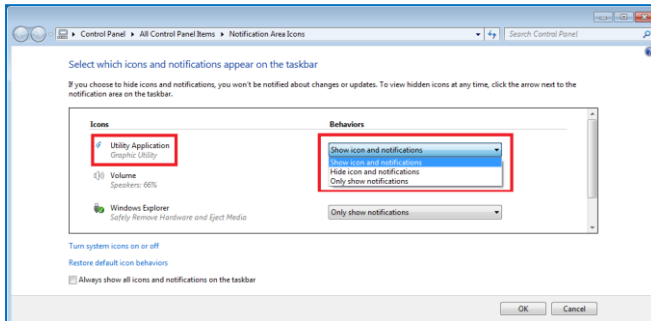 Control Panel ▸ All Control Panel Items ▸ Notification Area Icons
Search Control Panel
Select which icons and notifications appear on the taskbar
If you choose to hide icons and notifications, you won't be notified about changes or updates. To view hidden icons at any time, click the arrow next to the
notification area on the taskbar.
Icons
Behaviors
Utility Application
Graphic Utility
Show icon and notifications
Show icon and notifications
Hide icon and notifications
Only show notifications
Volume
Speakers: 66%
Windows Explorer
Safely Remove Hardware and Eject Media
Only show notifications
Turn system icons on or off
Restore default icon behaviors
Always show all icons and notifications on the taskbar
OK
Cancel